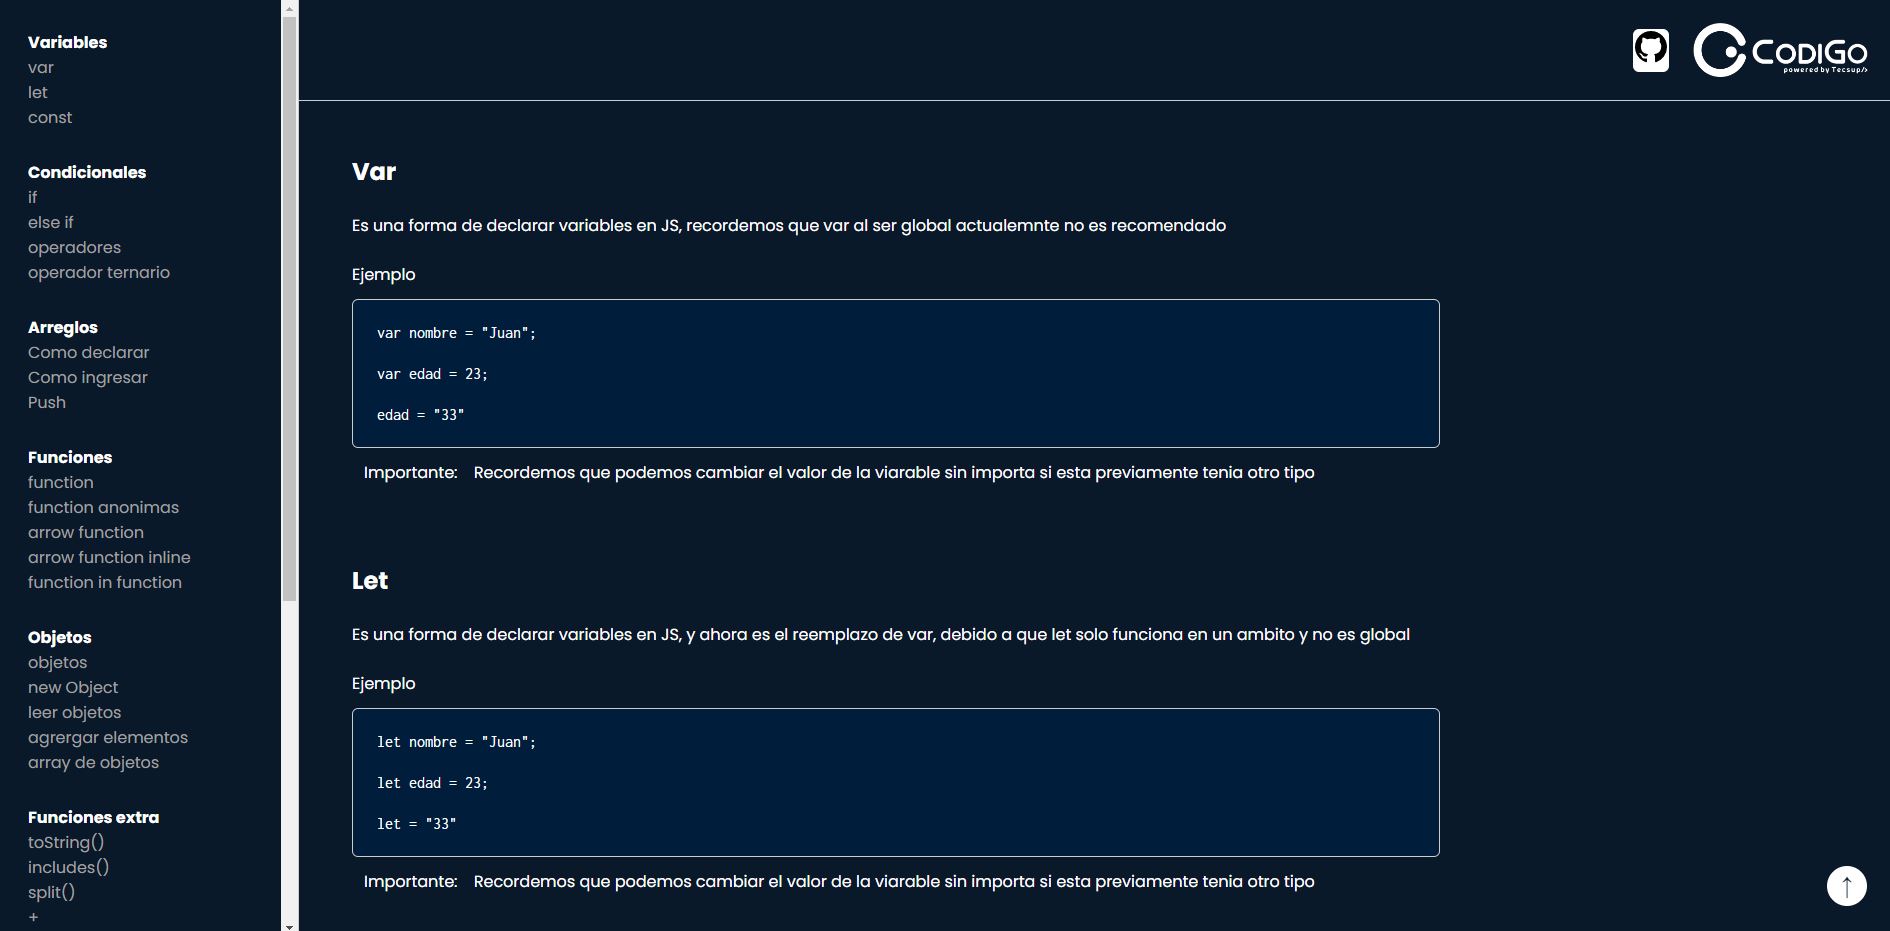 Variables
var
let
const
Condicionales
if
else if
operadores
operador ternario
Arreglos
Como declarar
Como ingresar
Push
Funciones
function
function anonimas
arrow function
arrow function inline
function in function
Objetos
objetos
new Object
leer objetos
agrergar elementos
array de objetos
Funciones extra
toString()
includes()
split()
+
CODIGO
powered by Tecsup/>
Var
Es una forma de declarar variables en JS, recordemos que var al ser global actualemnte no es recomendado
Ejemplo
var nombre = "Juan";
var edad = 23;
edad = "33"
Importante: Recordemos que podemos cambiar el valor de la viarable sin importa si esta previamente tenia otro tipo
Let
Es una forma de declarar variables en JS, y ahora es el reemplazo de var, debido a que let solo funciona en un ambito y no es global
Ejemplo
let nombre = "Juan";
let edad = 23;
let = "33"
Importante: Recordemos que podemos cambiar el valor de la viarable sin importa si esta previamente tenia otro tipo
↑